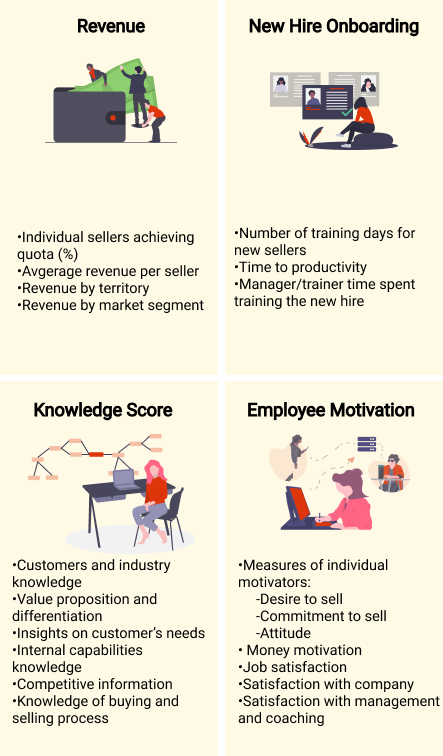 Revenue
•Individual sellers achieving
quota (%)
•Avgerage revenue per seller
•Revenue by territory
•Revenue by market segment
New Hire Onboarding
•Number of training days for
new sellers
•Time to productivity
•Manager/trainer time spent
training the new hire
Knowledge Score
•Customers and industry
knowledge
•Value proposition and
differentiation
•Insights on customer’s needs
•Internal capabilities
knowledge
•Competitive information
•Knowledge of buying and
selling process
Employee Motivation
•Measures of individual
motivators:
-Desire to sell
-Commitment to sell
-Attitude
• Money motivation
•Job satisfaction
•Satisfaction with company
•Satisfaction with management
and coaching